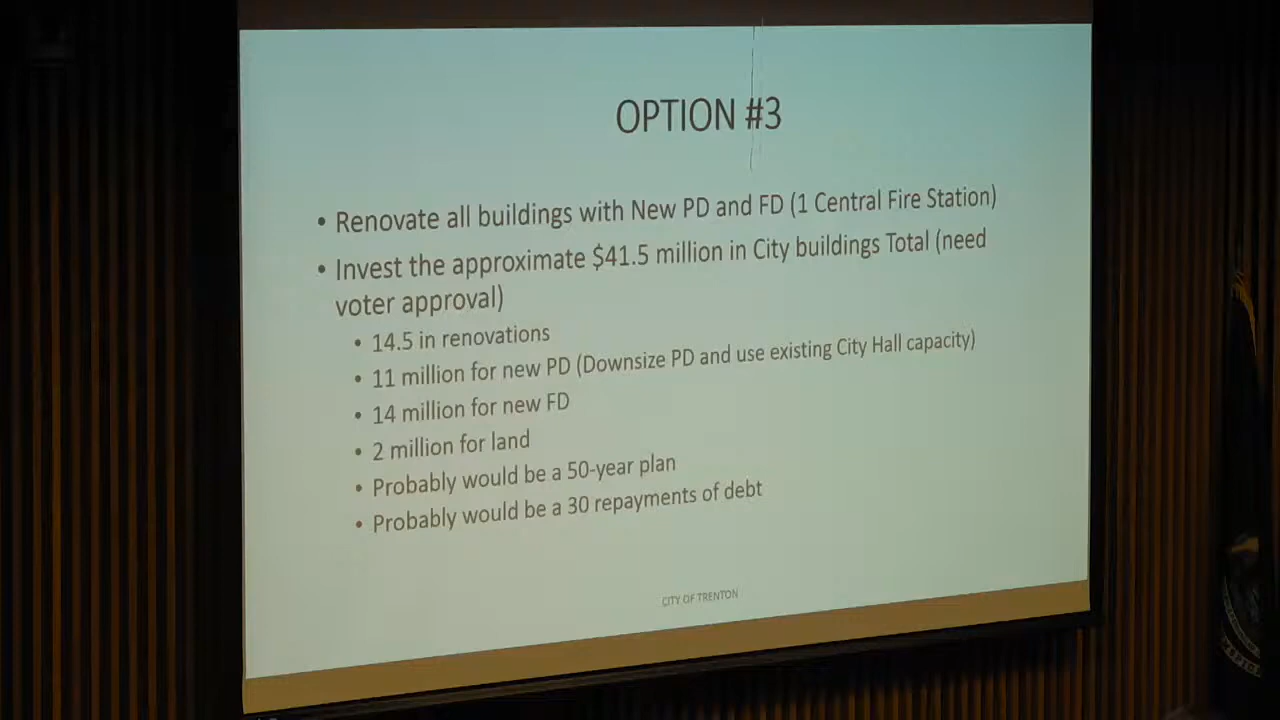 OPTION #3
• Renovate all buildings with New PD and FD (1 Central Fire Station)
• Invest the approximate $41.5 million in City buildings Total (need
voter approval)
• 14.5 in renovations
• 11 million for new PD (Downsize PD and use existing City Hall capacity)
• 14 million for new FD
• 2 million for land
• Probably would be a 50-year plan
• Probably would be a 30 repayments of debt
CITY OF TRENTON